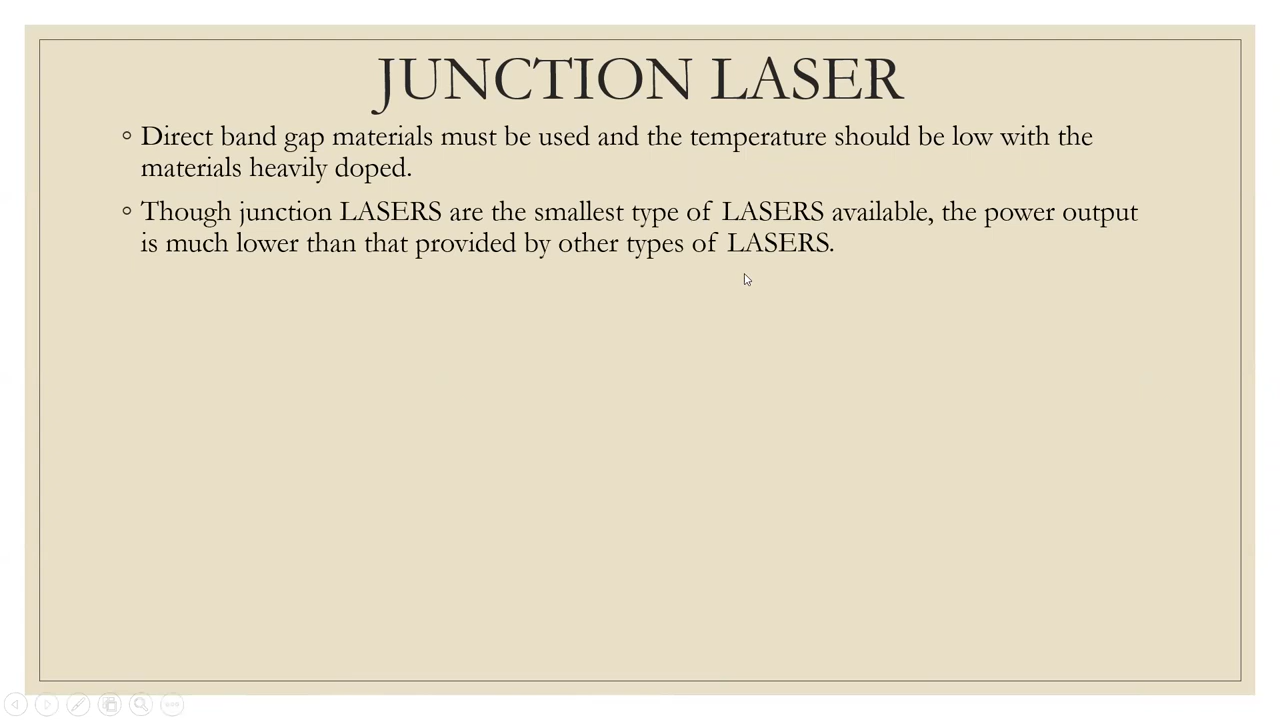 JUNCTION LASER
◦ Direct band gap materials must be used and the temperature should be low with the
materials heavily doped.
◦ Though junction LASERS are the smallest type of LASERS available, the power output
is much lower than that provided by other types of LASERS.